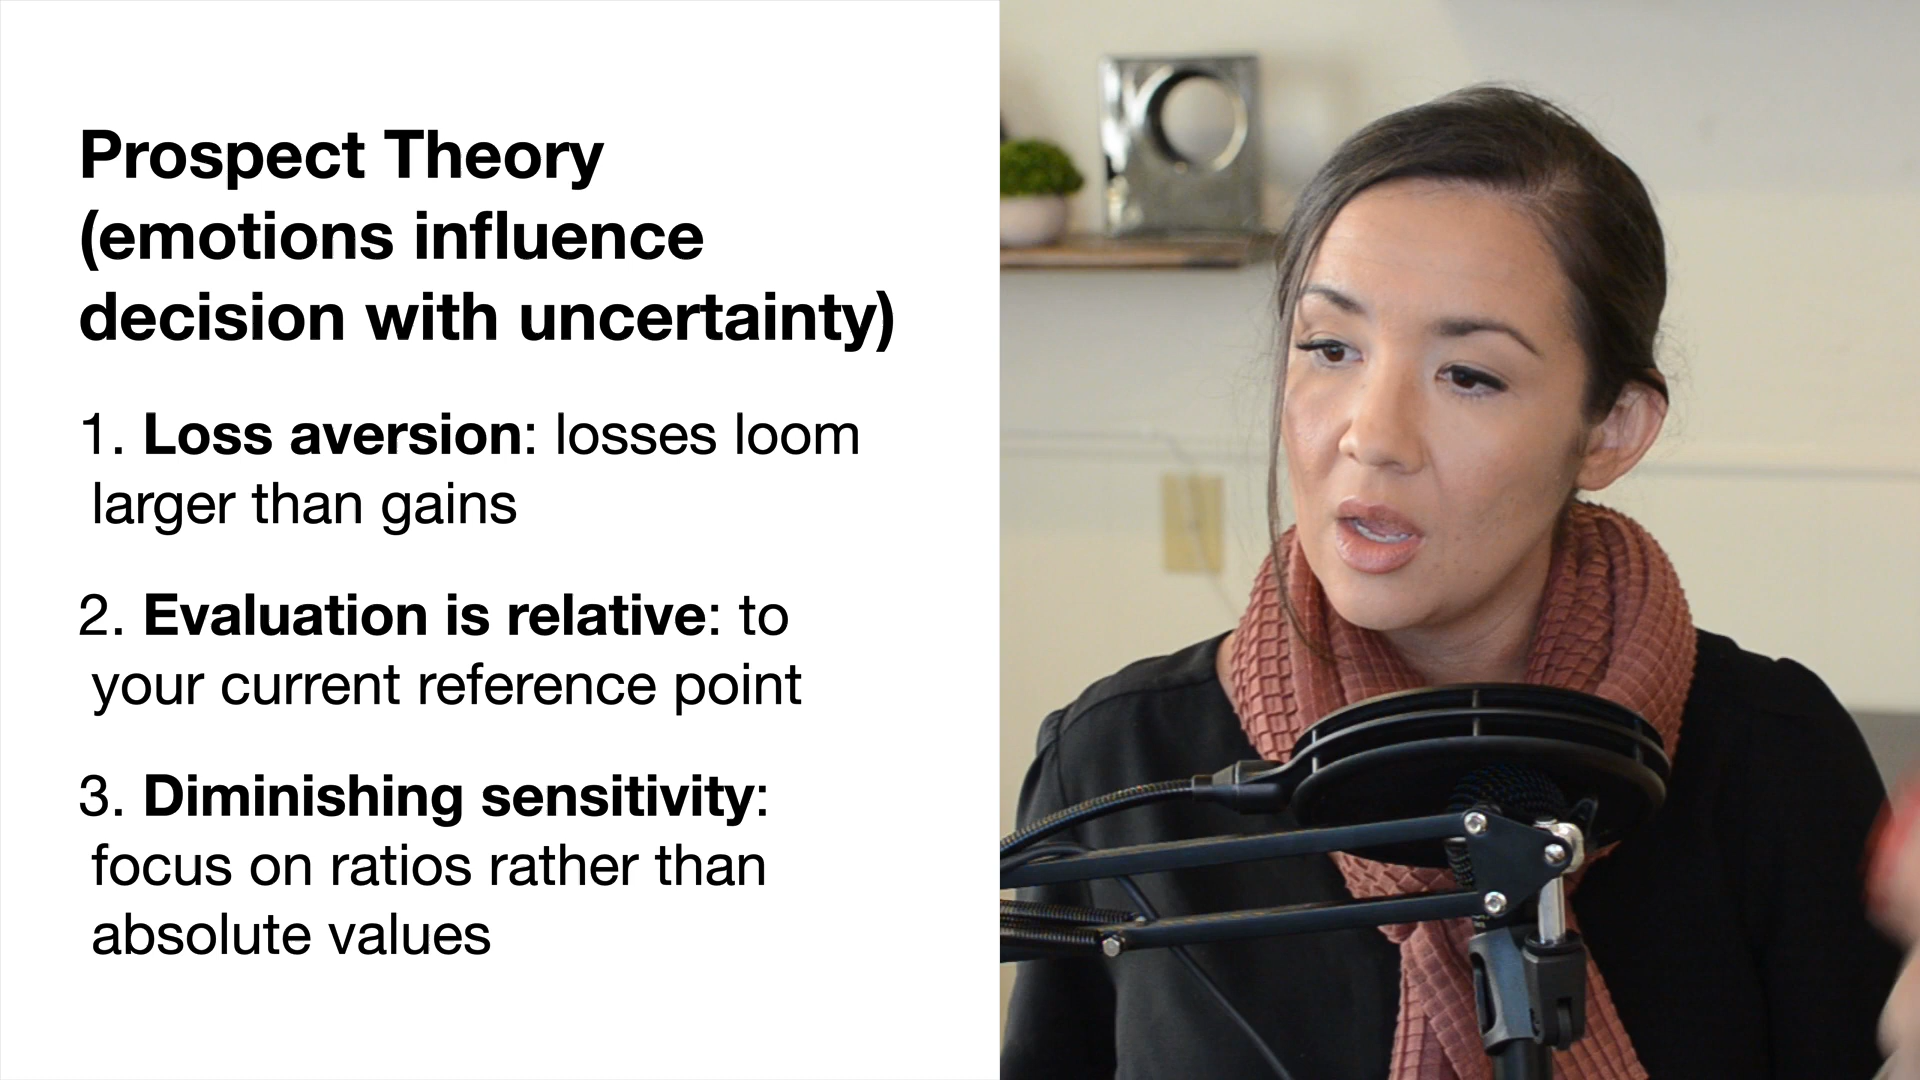 Prospect Theory
(emotions influence
decision with uncertainty)
1. Loss aversion: losses loom
larger than gains
2. Evaluation is relative: to
your current reference point
3. Diminishing sensitivity:
focus on ratios rather than
absolute values